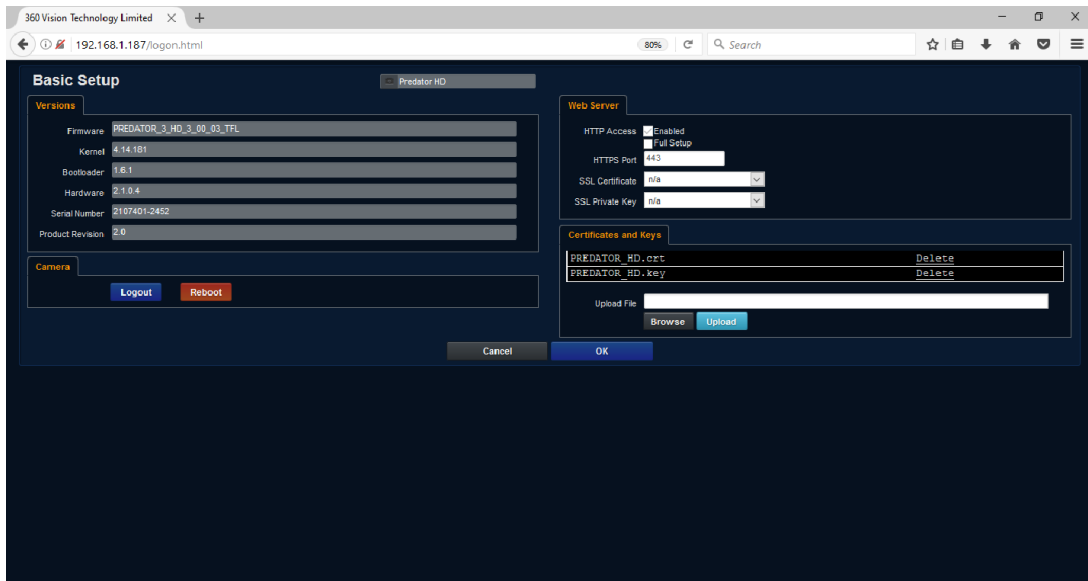 360 Vision Technology Limited
192.168.1.187/logon.html
80%
Search
Basic Setup
Predator HD
Versions
Firmware PREDATOR_3_HD_3_00_03_TFL
Kernel 4.14.181
Bootloader 1.6.1
Hardware 2.1.0.4
Serial Number 2107401-2452
Product Revision 2.0
Camera
Logout Reboot
Web Server
HTTP Access Enabled
Full Setup
HTTPS Port 443
SSL Certificate n/a
SSL Private Key n/a
Certificates and Keys
PREDATOR_HD.crt Delete
PREDATOR_HD.key Delete
Upload File
Browse Upload
Cancel OK